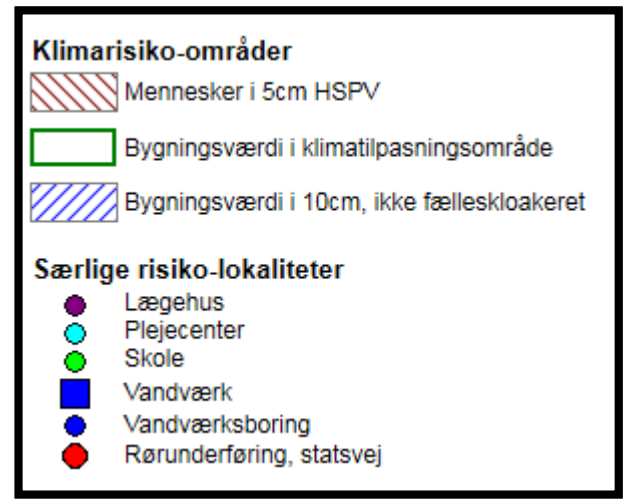 Klimarisiko-områder
Mennesker i 5cm HSPV
Bygningsværdi i klimatilpasningsområde
Bygningsværdi i 10cm, ikke fælleskloakeret
Særlige risiko-lokaliteter
Lægehus
Plejecenter
Skole
Vandværk
Vandværksboring
Rørunderføring, statsvej